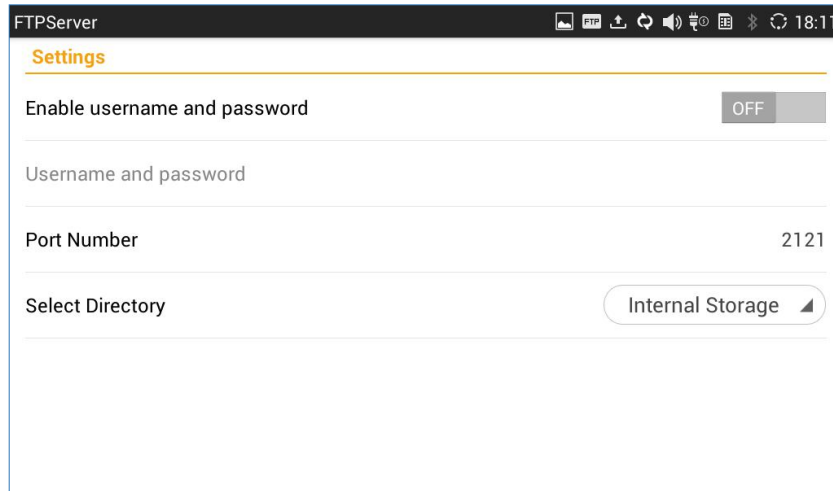 FTPServer FTP 18:11
Settings
Enable username and password OFF
Username and password
Port Number 2121
Select Directory Internal Storage